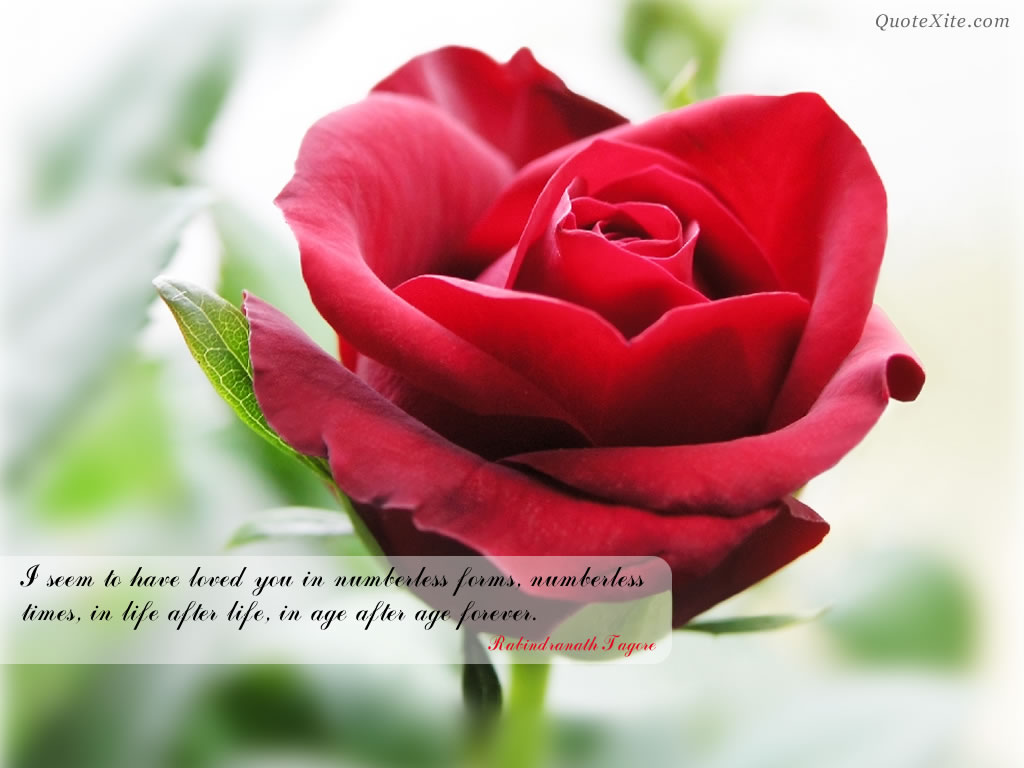 QuoteXite.com
I seem to have loved you in numberless forms, numberless
times, in life after life, in age after age forever.
Rabindranath Tagore